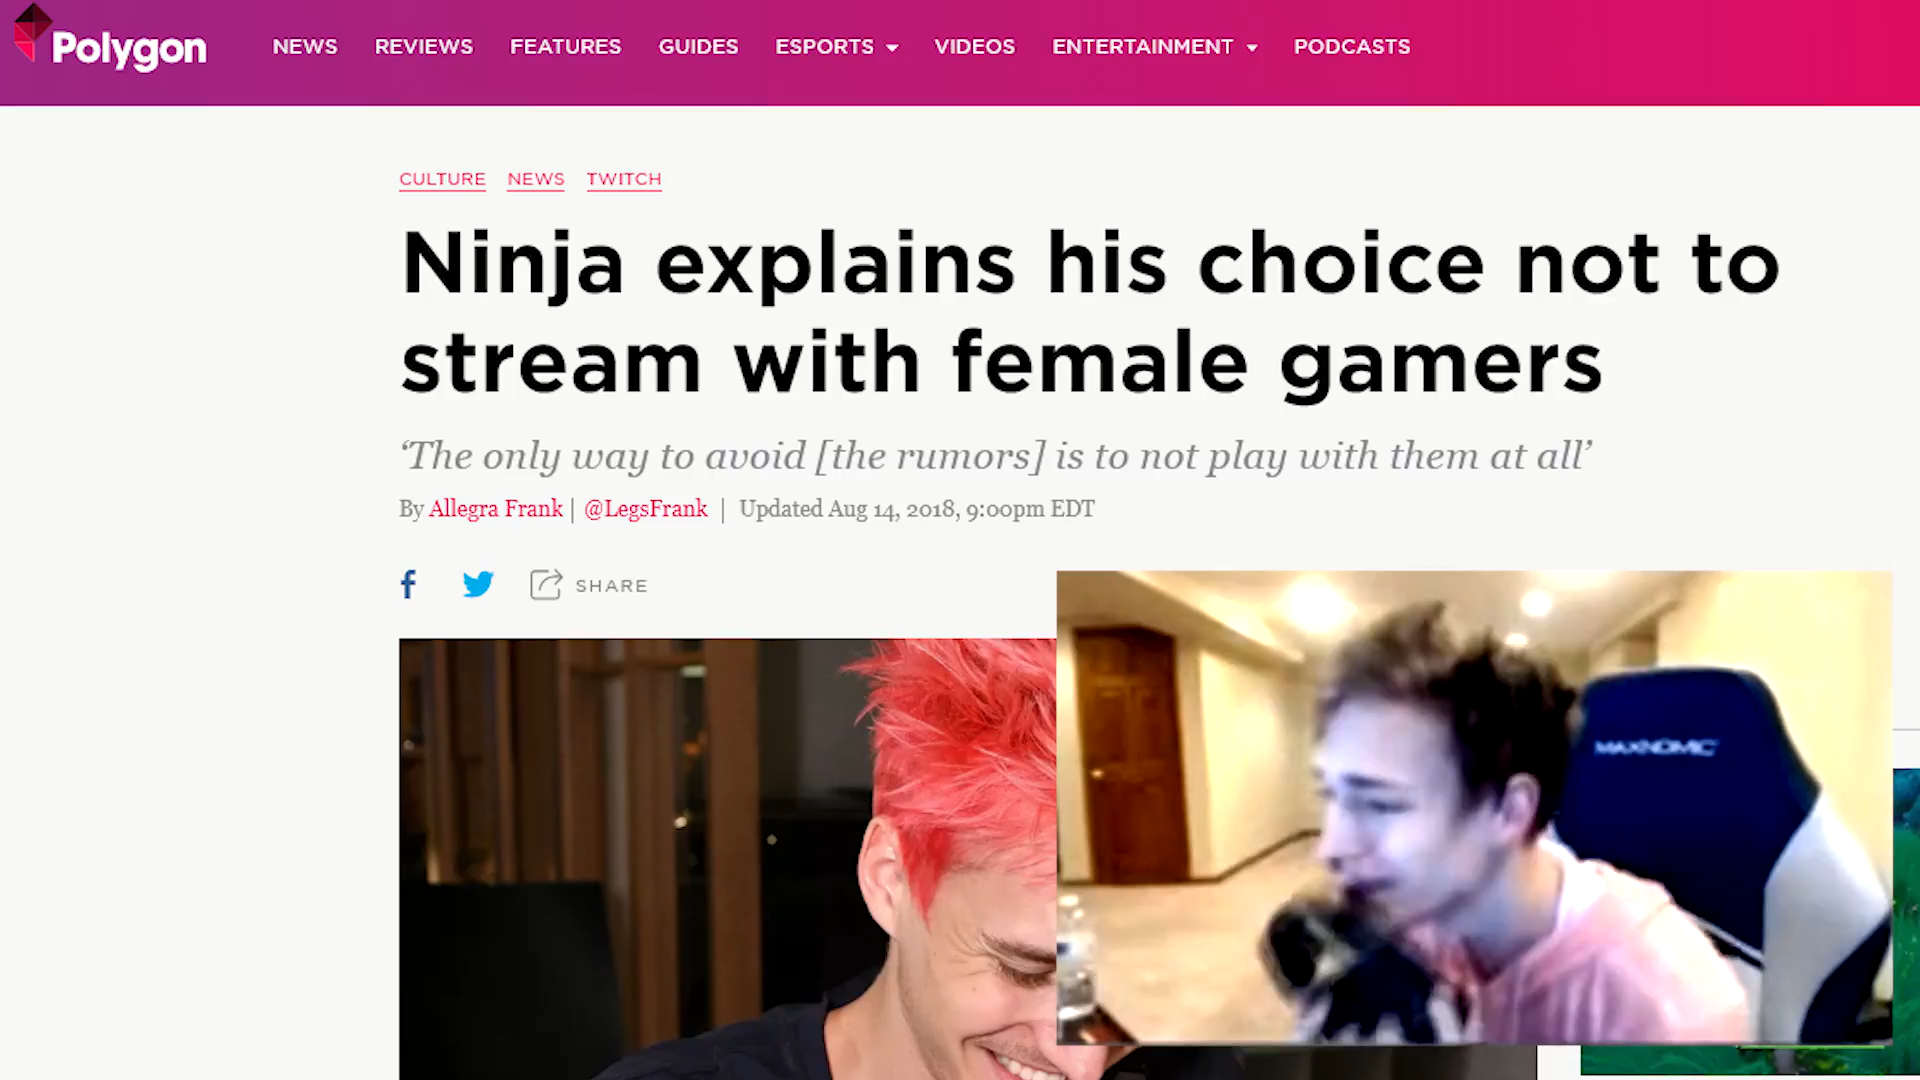 Polygon
NEWS REVIEWS FEATURES GUIDES ESPORTS VIDEOS ENTERTAINMENT PODCASTS
CULTURE NEWS TWITCH
Ninja explains his choice not to
stream with female gamers
‘The only way to avoid [the rumors] is to not play with them at all’
By Allegra Frank | @LegsFrank | Updated Aug 14, 2018, 9:00pm EDT
f SHARE
MAXNOMIC